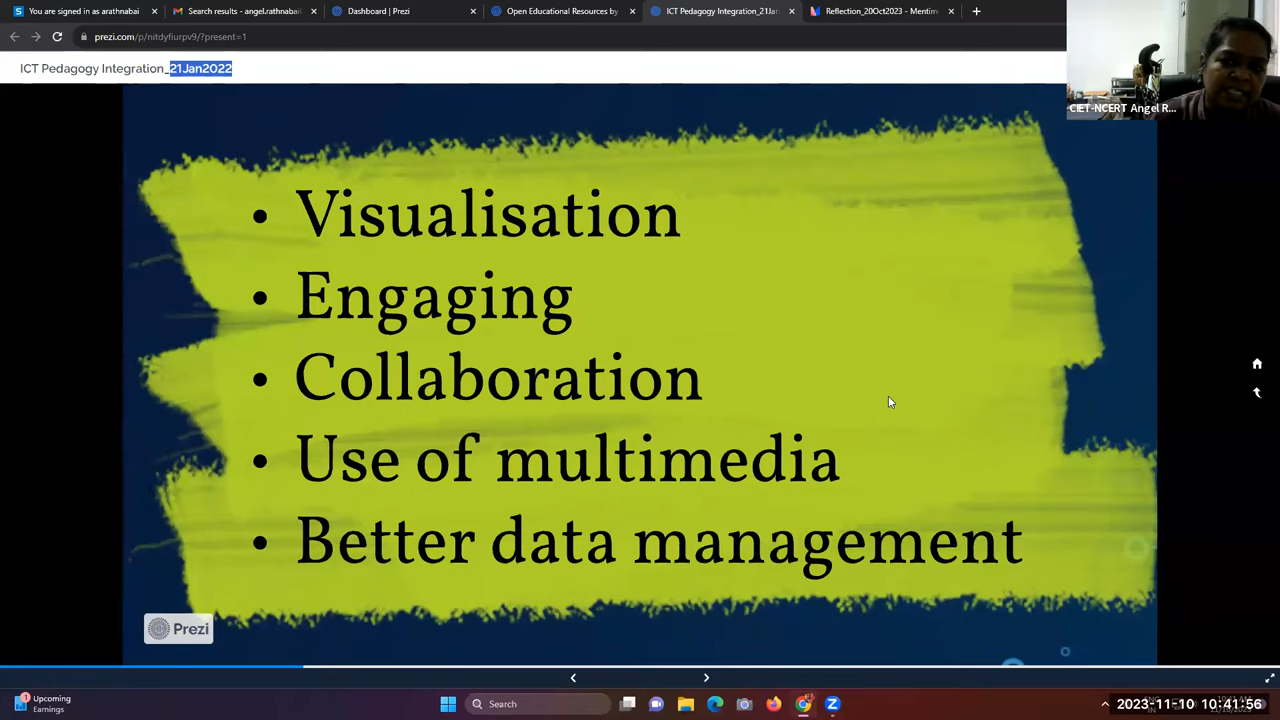 You are signed in as arathnabai
Search results - angel.rathnabai
Dashboard | Prezi
Open Educational Resources by
ICT Pedagogy Integration_21Jan
Reflection_20Oct2023 - Mentime
prezi.com/p/nitdyfiurpv9/?present=1
ICT Pedagogy Integration_21Jan2022
CIET-NCERT Angel R...
• Visualisation
• Engaging
• Collaboration
• Use of multimedia
• Better data management
Prezi
Upcoming
Earnings
Search
2023-11-10 10:41:56